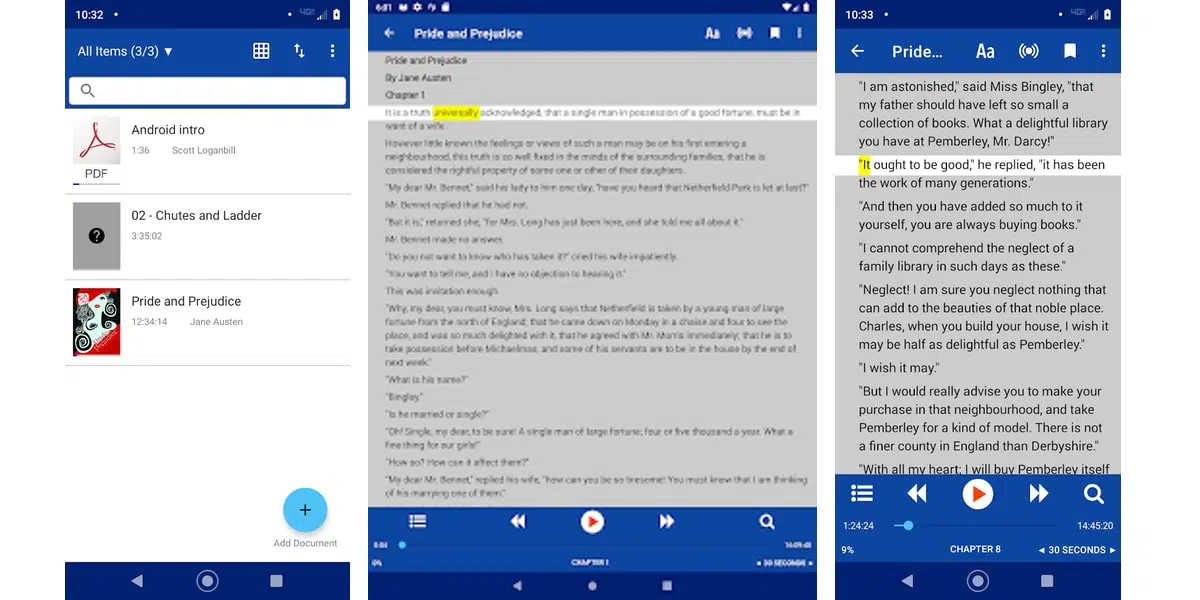 10:32
4GE
All Items (3/3) ▼
Android intro
1:36 Scott Loganbill
PDF
02 - Chutes and Ladder
3:35:02
Pride and Prejudice
12:34:14 Jane Austen
Add Document
6:01
Pride and Prejudice
Aa
Pride and Prejudice
By Jane Austen
Chapter 1
It is a truth universally acknowledged, that a single man in possession of a good fortune, must be in
want of a wife.
However little known the feelings or views of such a man may be on his first entering a
neighbourhood, this truth is so well fixed in the minds of the surrounding families, that he is
considered the rightful property of some one or other of their daughters.
"My dear Mr. Bennet," said his lady to him one day, "have you heard that Netherfield Park is let at last?"
Mr. Bennet replied that he had not.
"But it is," returned she, "for Mrs. Long has just been here, and she told me all about it."
Mr. Bennet made no answer.
"Do you not want to know who has taken it?" cried his wife impatiently.
"You want to tell me, and I have no objection to hearing it."
This was invitation enough.
"Why, my dear, you must know, Mrs. Long says that Netherfield is taken by a young man of large
fortune from the north of England; that he came down on Monday in a chaise and four to see the
place, and was so much delighted with it, that he agreed with Mr. Morris immediately; that he is to
take possession before Michaelmas, and some of his servants are to be in the house by the end of
next week."
"What is his name?"
"Bingley."
"Is he married or single?"
"Oh! Single, my dear, to be sure! A single man of large fortune; four or five thousand a year. What a
fine thing for our girls!"
"How so? How can it affect them?"
"My dear Mr. Bennet," replied his wife, "how can you be so tiresome! You must know that I am thinking
of his marrying one of them."
0%
CHAPTER 1
◄ 30 SECONDS ►
10:33
4GE
Pride...
Aa
"I am astonished," said Miss Bingley, "that
my father should have left so small a
collection of books. What a delightful library
you have at Pemberley, Mr. Darcy!"
"It ought to be good," he replied, "it has been
the work of many generations."
"And then you have added so much to it
yourself, you are always buying books."
"I cannot comprehend the neglect of a
family library in such days as these."
"Neglect! I am sure you neglect nothing that
can add to the beauties of that noble place.
Charles, when you build your house, I wish it
may be half as delightful as Pemberley."
"I wish it may."
"But I would really advise you to make your
purchase in that neighbourhood, and take
Pemberley for a kind of model. There is not
a finer county in England than Derbyshire."
"With all my heart; I will buy Pemberley itself
1:24:24
14:45:20
9%
CHAPTER 8
◄ 30 SECONDS ►